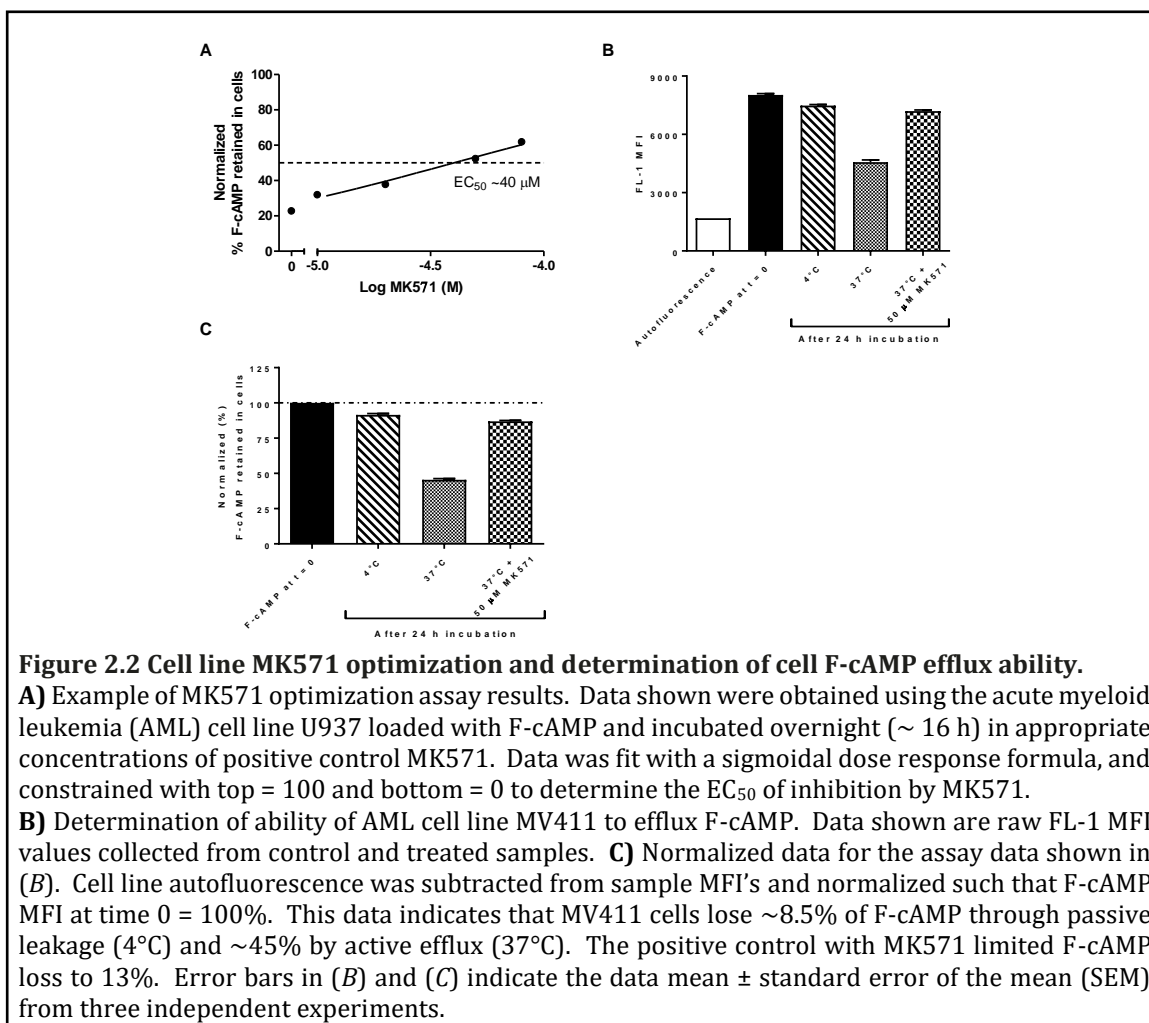 A
Normalized
% F-cAMP retained in cells
100
80
60
40
20
0
EC50 ~40 µM
0 -5.0 -4.5 -4.0
Log MK571 (M)
B
FL-1 MFI
9000
6000
3000
0
Autofluorescence
F-cAMP at t = 0
4°C
37°C
37°C +
50 µM MK571
After 24 h incubation
C
Normalized (%)
F-cAMP retained in cells
125
100
75
50
25
0
F-cAMP at t = 0
4°C
37°C
37°C +
50 µM MK571
After 24 h incubation
Figure 2.2 Cell line MK571 optimization and determination of cell F-cAMP efflux ability.
A) Example of MK571 optimization assay results. Data shown were obtained using the acute myeloid
leukemia (AML) cell line U937 loaded with F-cAMP and incubated overnight (~ 16 h) in appropriate
concentrations of positive control MK571. Data was fit with a sigmoidal dose response formula, and
constrained with top = 100 and bottom = 0 to determine the EC50 of inhibition by MK571.
B) Determination of ability of AML cell line MV411 to efflux F-cAMP. Data shown are raw FL-1 MFI
values collected from control and treated samples. C) Normalized data for the assay data shown in
(B). Cell line autofluorescence was subtracted from sample MFI's and normalized such that F-cAMP
MFI at time 0 = 100%. This data indicates that MV411 cells lose ~8.5% of F-cAMP through passive
leakage (4°C) and ~45% by active efflux (37°C). The positive control with MK571 limited F-cAMP
loss to 13%. Error bars in (B) and (C) indicate the data mean ± standard error of the mean (SEM)
from three independent experiments.